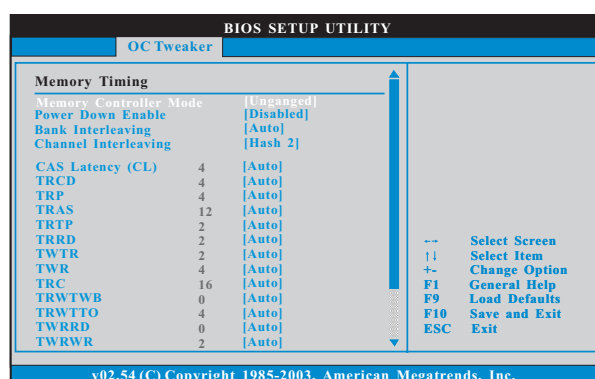 BIOS SETUP UTILITY
OC Tweaker
Memory Timing
Memory Controller Mode [Unganged]
Power Down Enable [Disabled]
Bank Interleaving [Auto]
Channel Interleaving [Hash 2]
CAS Latency (CL) 4 [Auto]
TRCD 4 [Auto]
TRP 4 [Auto]
TRAS 12 [Auto]
TRTP 2 [Auto]
TRRD 2 [Auto]
TWTR 2 [Auto]
TWR 4 [Auto]
TRC 16 [Auto]
TRWTWB 0 [Auto]
TRWTTO 4 [Auto]
TWRRD 0 [Auto]
TWRWR 2 [Auto]
←→ Select Screen
↑↓ Select Item
+- Change Option
F1 General Help
F9 Load Defaults
F10 Save and Exit
ESC Exit
v02.54 (C) Copyright 1985-2003, American Megatrends, Inc.